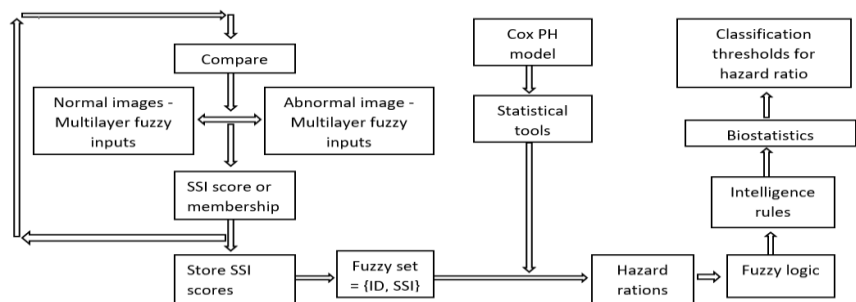 Compare
Normal images -
Multilayer fuzzy
inputs
Abnormal image -
Multilayer fuzzy
inputs
SSI score or
membership
Store SSI
scores
Fuzzy set
= {ID, SSI}
Cox PH
model
Statistical
tools
Hazard
rations
Fuzzy logic
Intelligence
rules
Biostatistics
Classification
thresholds for
hazard ratio